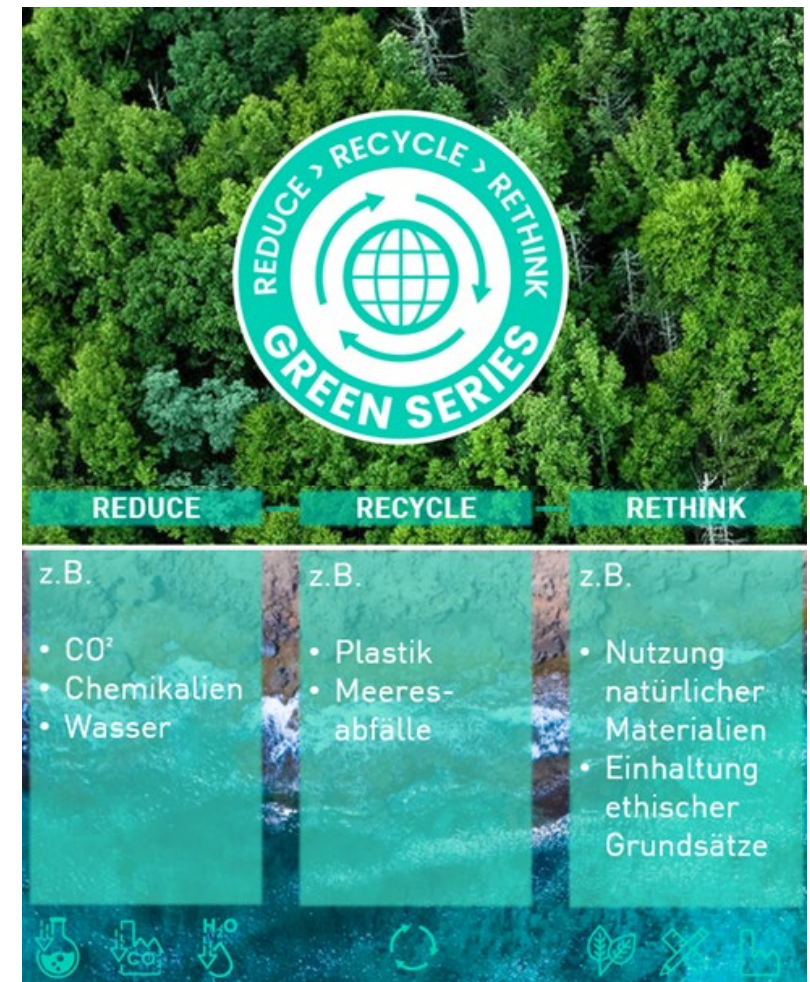 REDUCE > RECYCLE > RETHINK
GREEN SERIES
REDUCE
RECYCLE
RETHINK
z.B.
• CO²
• Chemikalien
• Wasser
z.B.
• Plastik
• Meeres-
abfälle
z.B.
• Nutzung
natürlicher
Materialien
• Einhaltung
ethischer
Grundsätze
CO₂
H₂O